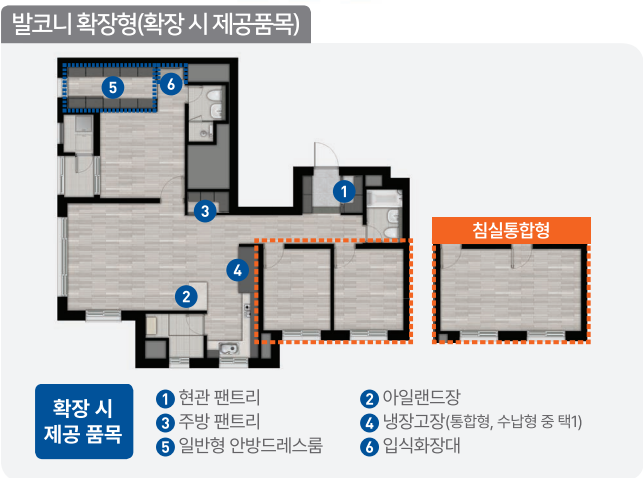 발코니 확장형(확장 시 제공품목)
5
6
1
3
침실통합형
4
2
확장 시
제공 품목
1 현관 팬트리
2 아일랜드장
3 주방 팬트리
4 냉장고장(통합형, 수납형 중 택1)
5 일반형 안방드레스룸
6 입식화장대